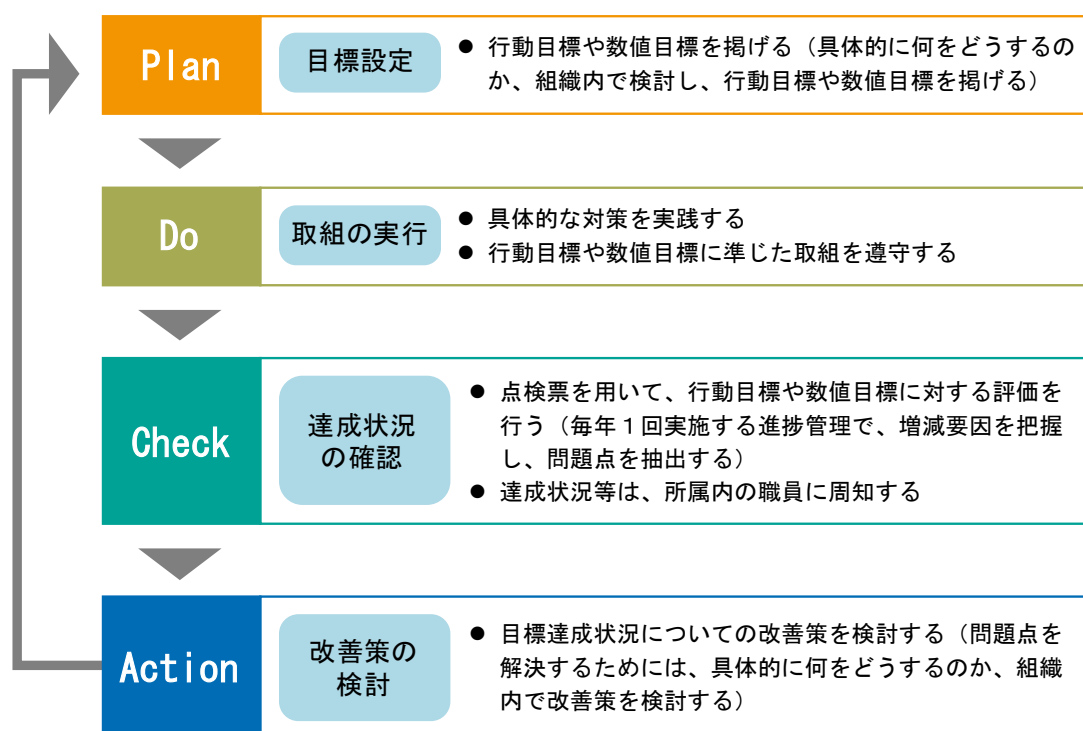 Plan
目標設定
● 行動目標や数値目標を掲げる（具体的に何をどうするの
か、組織内で検討し、行動目標や数値目標を掲げる）
Do
取組の実行
● 具体的な対策を実践する
● 行動目標や数値目標に準じた取組を遵守する
Check
達成状況
の確認
● 点検票を用いて、行動目標や数値目標に対する評価を
行う（毎年１回実施する進捗管理で、増減要因を把握
し、問題点を抽出する）
● 達成状況等は、所属内の職員に周知する
Action
改善策の
検討
● 目標達成状況についての改善策を検討する（問題点を
解決するためには、具体的に何をどうするのか、組織
内で改善策を検討する）